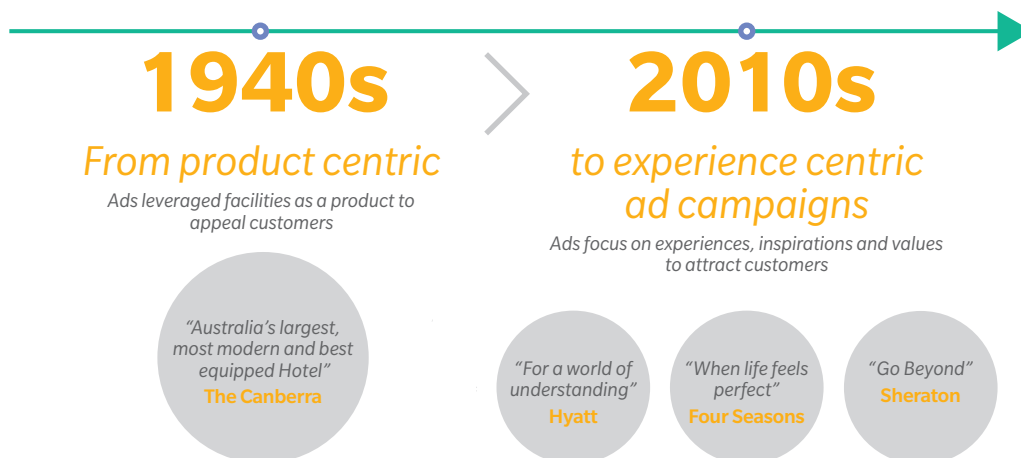 1940s
From product centric
Ads leveraged facilities as a product to
appeal customers
“Australia’s largest,
most modern and best
equipped Hotel”
The Canberra
2010s
to experience centric
ad campaigns
Ads focus on experiences, inspirations and values
to attract customers
“For a world of
understanding”
Hyatt
“When life feels
perfect”
Four Seasons
“Go Beyond”
Sheraton